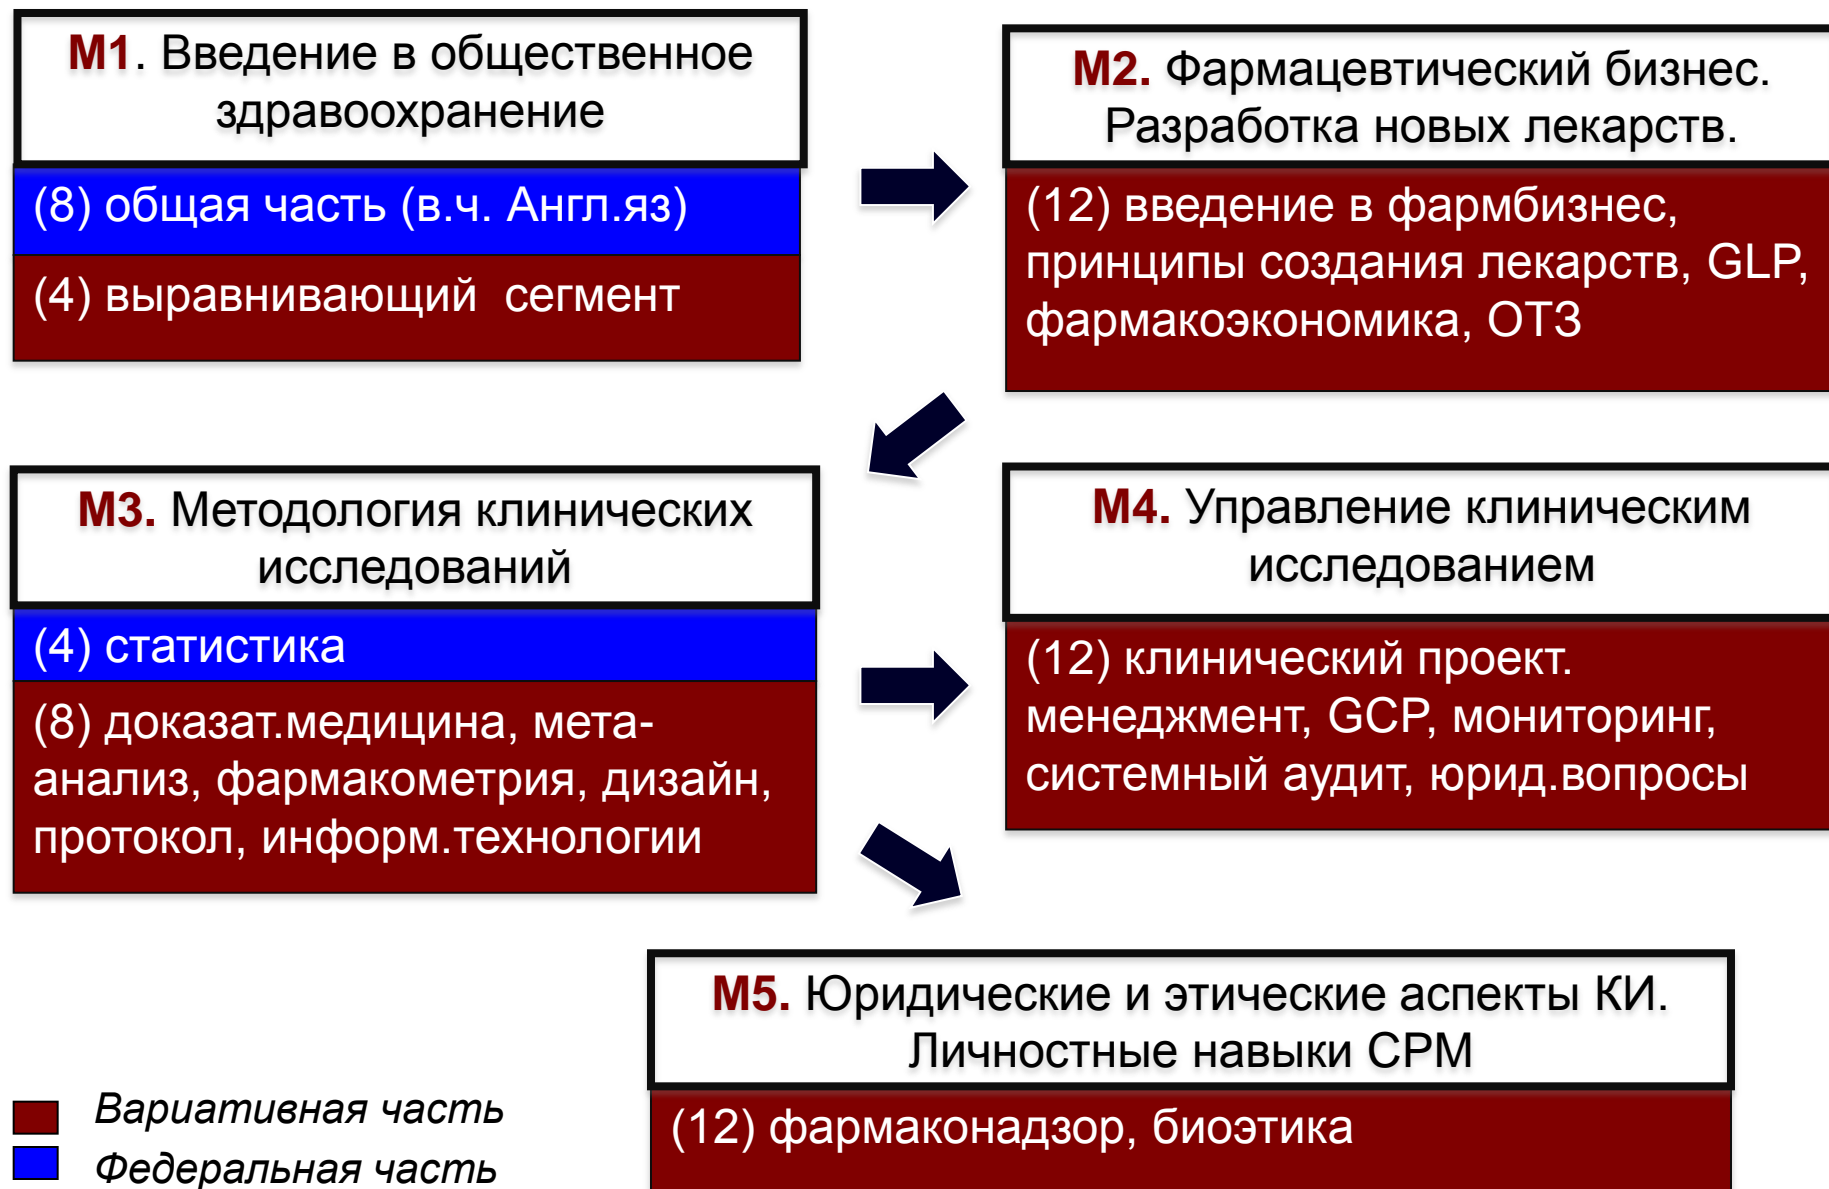 М1. Введение в общественное
здравоохранение
(8) общая часть (в.ч. Англ.яз)
(4) выравнивающий сегмент
М2. Фармацевтический бизнес.
Разработка новых лекарств.
(12) введение в фармбизнес,
принципы создания лекарств, GLP,
фармакоэкономика, ОТЗ
М3. Методология клинических
исследований
(4) статистика
(8) доказат.медицина, мета-
анализ, фармакометрия, дизайн,
протокол, информ.технологии
М4. Управление клиническим
исследованием
(12) клинический проект.
менеджмент, GCP, мониторинг,
системный аудит, юрид.вопросы
М5. Юридические и этические аспекты КИ.
Личностные навыки СРМ
(12) фармаконадзор, биоэтика
Вариативная часть
Федеральная часть